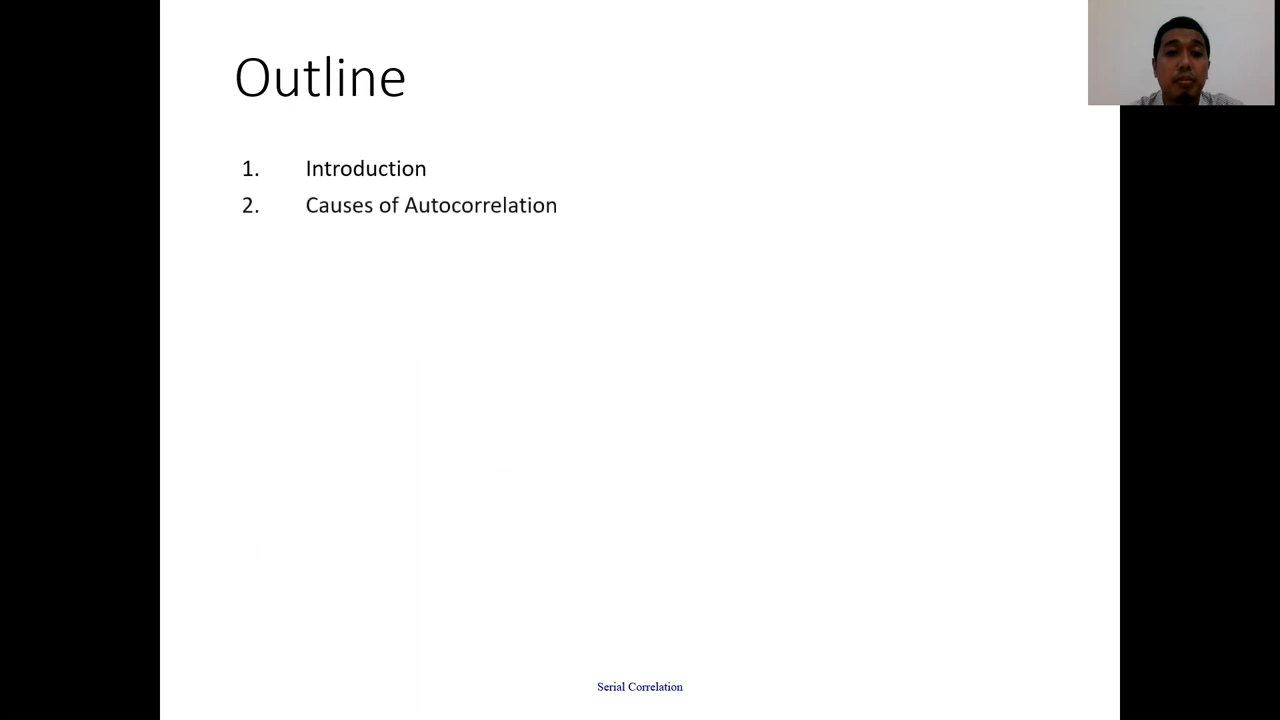 Outline
1. Introduction
2. Causes of Autocorrelation
Serial Correlation